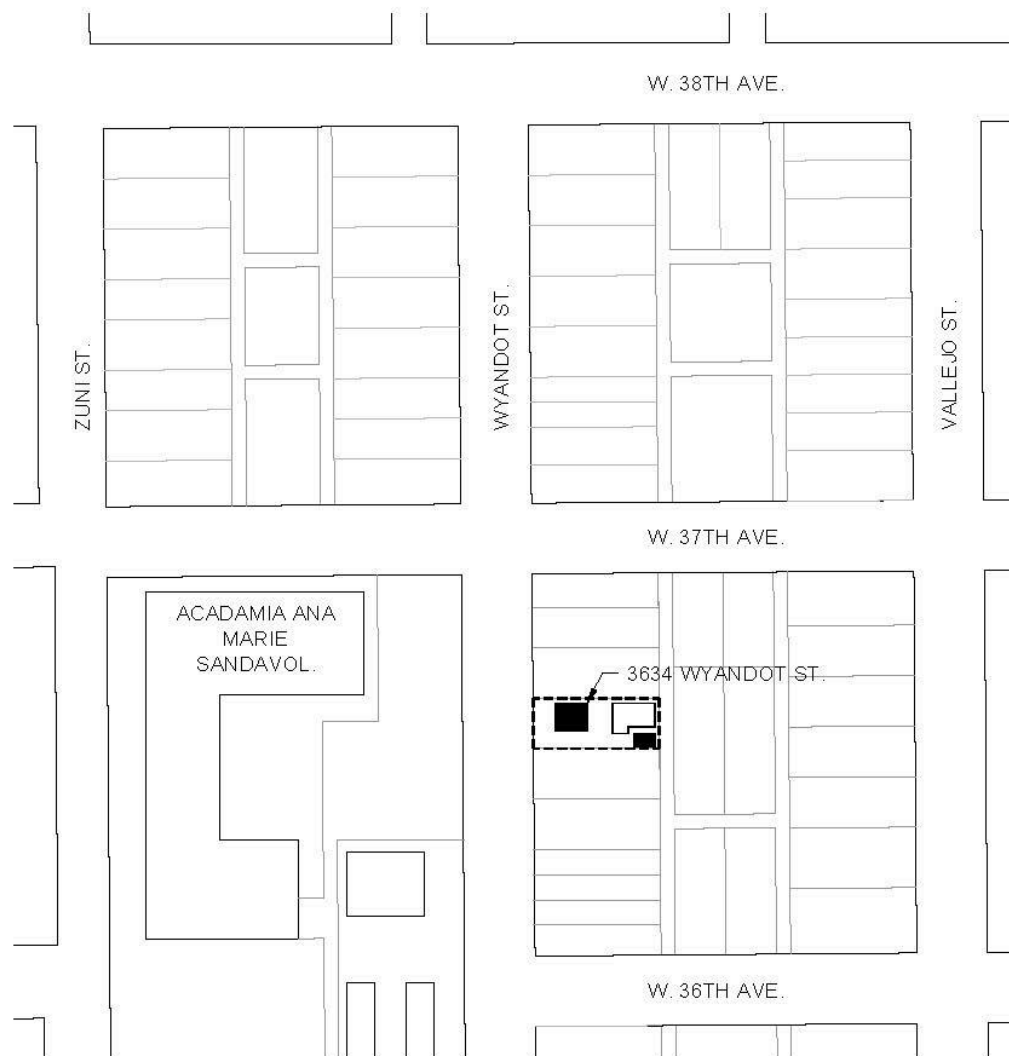 W. 38TH AVE.
ZUNI ST.
WYANDOT ST.
VALLEJO ST.
W. 37TH AVE.
ACADAMIA ANA
MARIE
SANDAVOL.
3634 WYANDOT ST.
W. 36TH AVE.